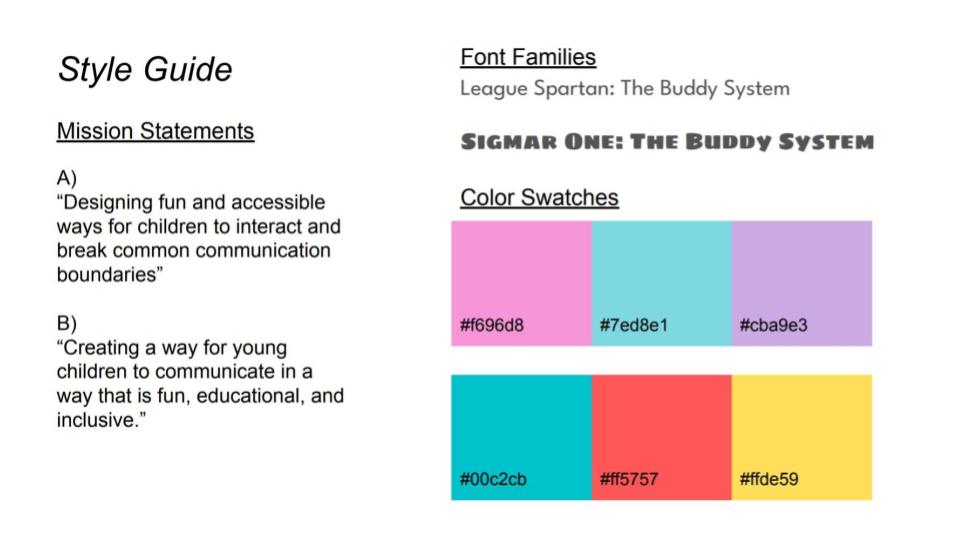 Style Guide
Mission Statements
A)
“Designing fun and accessible
ways for children to interact and
break common communication
boundaries”
B)
“Creating a way for young
children to communicate in a
way that is fun, educational, and
inclusive.”
Font Families
League Spartan: The Buddy System
Sigmar One: The Buddy System
Color Swatches
#f696d8 #7ed8e1 #cba9e3
#00c2cb #ff5757 #ffde59